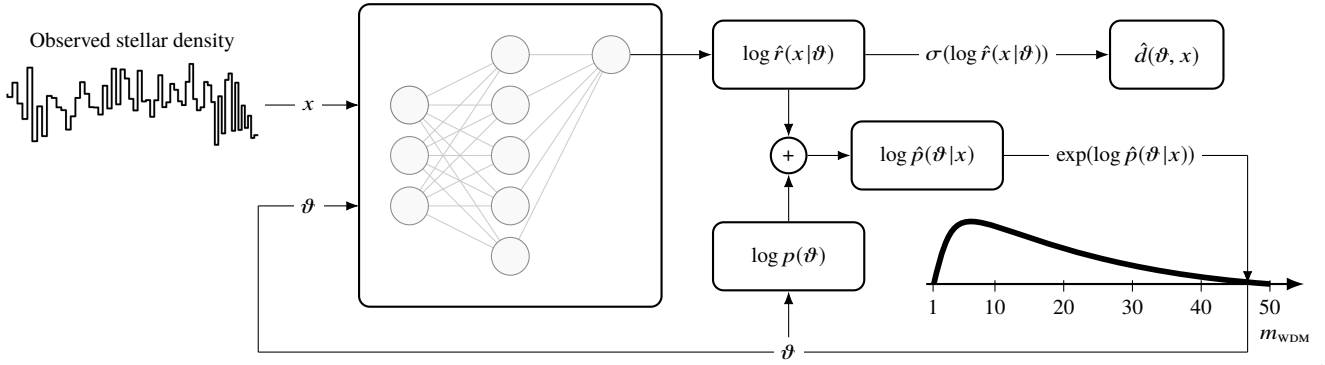 Observed stellar density
x
ϑ
log r̂(x|ϑ)
σ(log r̂(x|ϑ))
d̂(ϑ, x)
+
log p̂(ϑ|x)
exp(log p̂(ϑ|x))
log p(ϑ)
1 10 20 30 40 50
m_WDM
ϑ